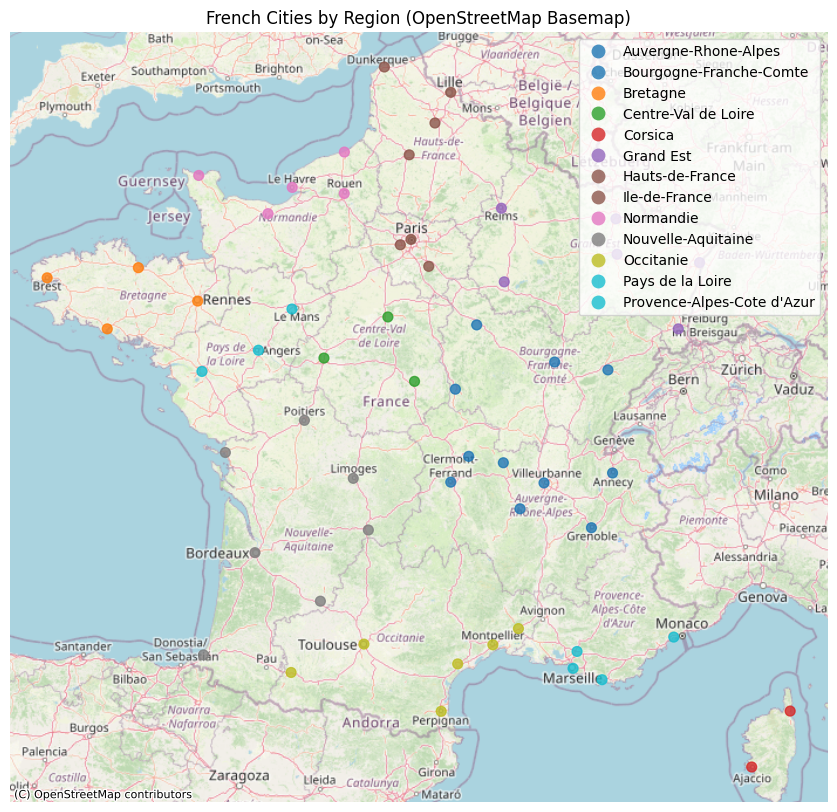 French Cities by Region (OpenStreetMap Basemap)
Auvergne-Rhone-Alpes
Bourgogne-Franche-Comte
Bretagne
Centre-Val de Loire
Corsica
Grand Est
Hauts-de-France
Ile-de-France
Normandie
Nouvelle-Aquitaine
Occitanie
Pays de la Loire
Provence-Alpes-Cote d'Azur
Bath
on-Sea
Brugge
Dunkerque
Vlaanderen
Exeter
Southampton
Brighton
Portsmouth
Plymouth
Lille
Mons
België /
Belgique /
Belgien
Hauts-de-
France
Frankfurt am
Main
Mannheim
Guernsey
Le Havre
Rouen
Jersey
Normandie
Reims
Paris
Baden-Württemberg
Brest
Bretagne
Rennes
Le Mans
Centre-Val
de Loire
Freiburg
im Breisgau
Pays de
la Loire
Angers
Bourgogne-
Franche-
Comté
Zürich
Bern
Vaduz
France
Poitiers
Lausanne
Genève
Limoges
Clermont-
Ferrand
Villeurbanne
Annecy
Como
Milano
Auvergne-
Rhône-Alpes
Piemonte
Piacenza
Nouvelle-
Aquitaine
Grenoble
Bordeaux
Alessandria
Genova
Provence-
Alpes-Côte
d'Azur
Avignon
Monaco
Donostia/
San Sebastian
Santander
Bilbao
Pau
Toulouse
Occitanie
Montpellier
Marseille
Navarra
Nafarroa
Burgos
Andorra
Perpignan
Palencia
Castilla
Zaragoza
Lleida
Girona
Catalunya
Mataró
Ajaccio
(C) OpenStreetMap contributors